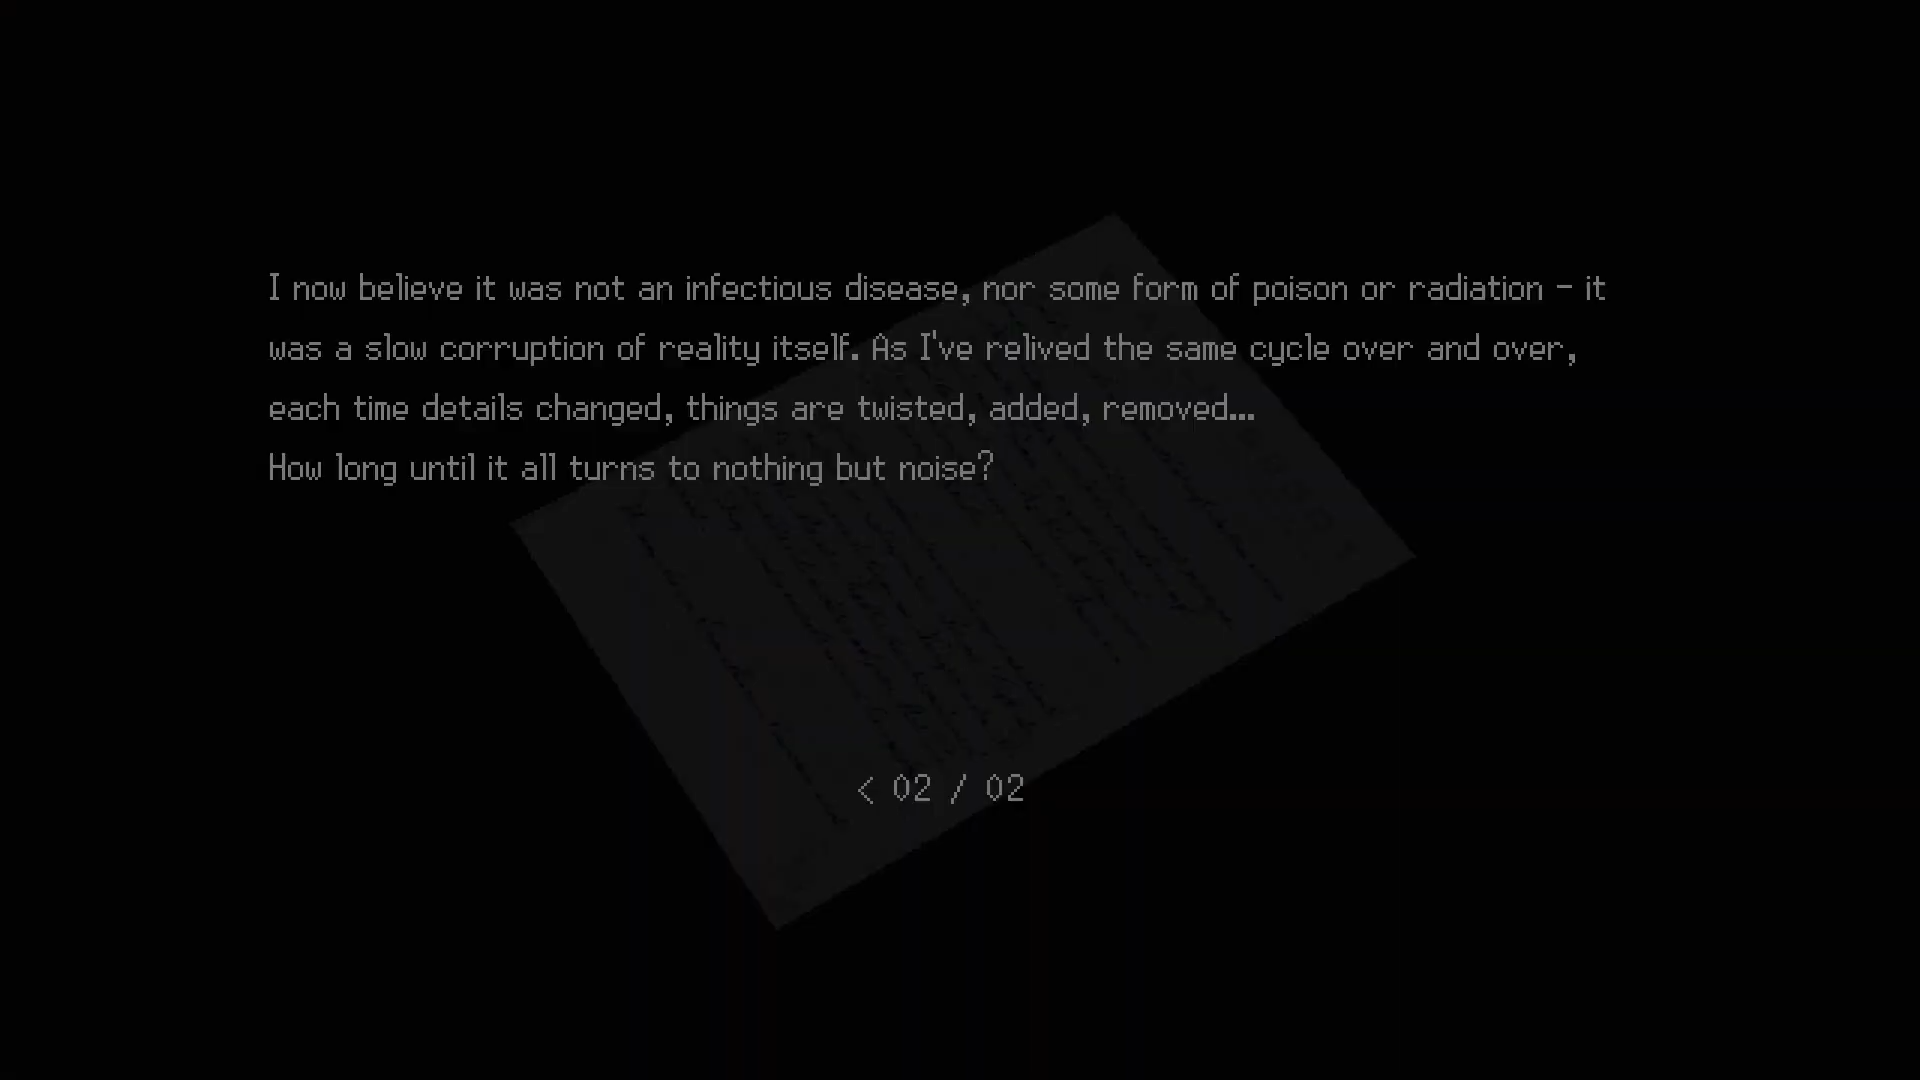 I now believe it was not an infectious disease, nor some form of poison or radiation - it
was a slow corruption of reality itself. As I've relived the same cycle over and over,
each time details changed, things are twisted, added, removed...
How long until it all turns to nothing but noise?
< 02 / 02